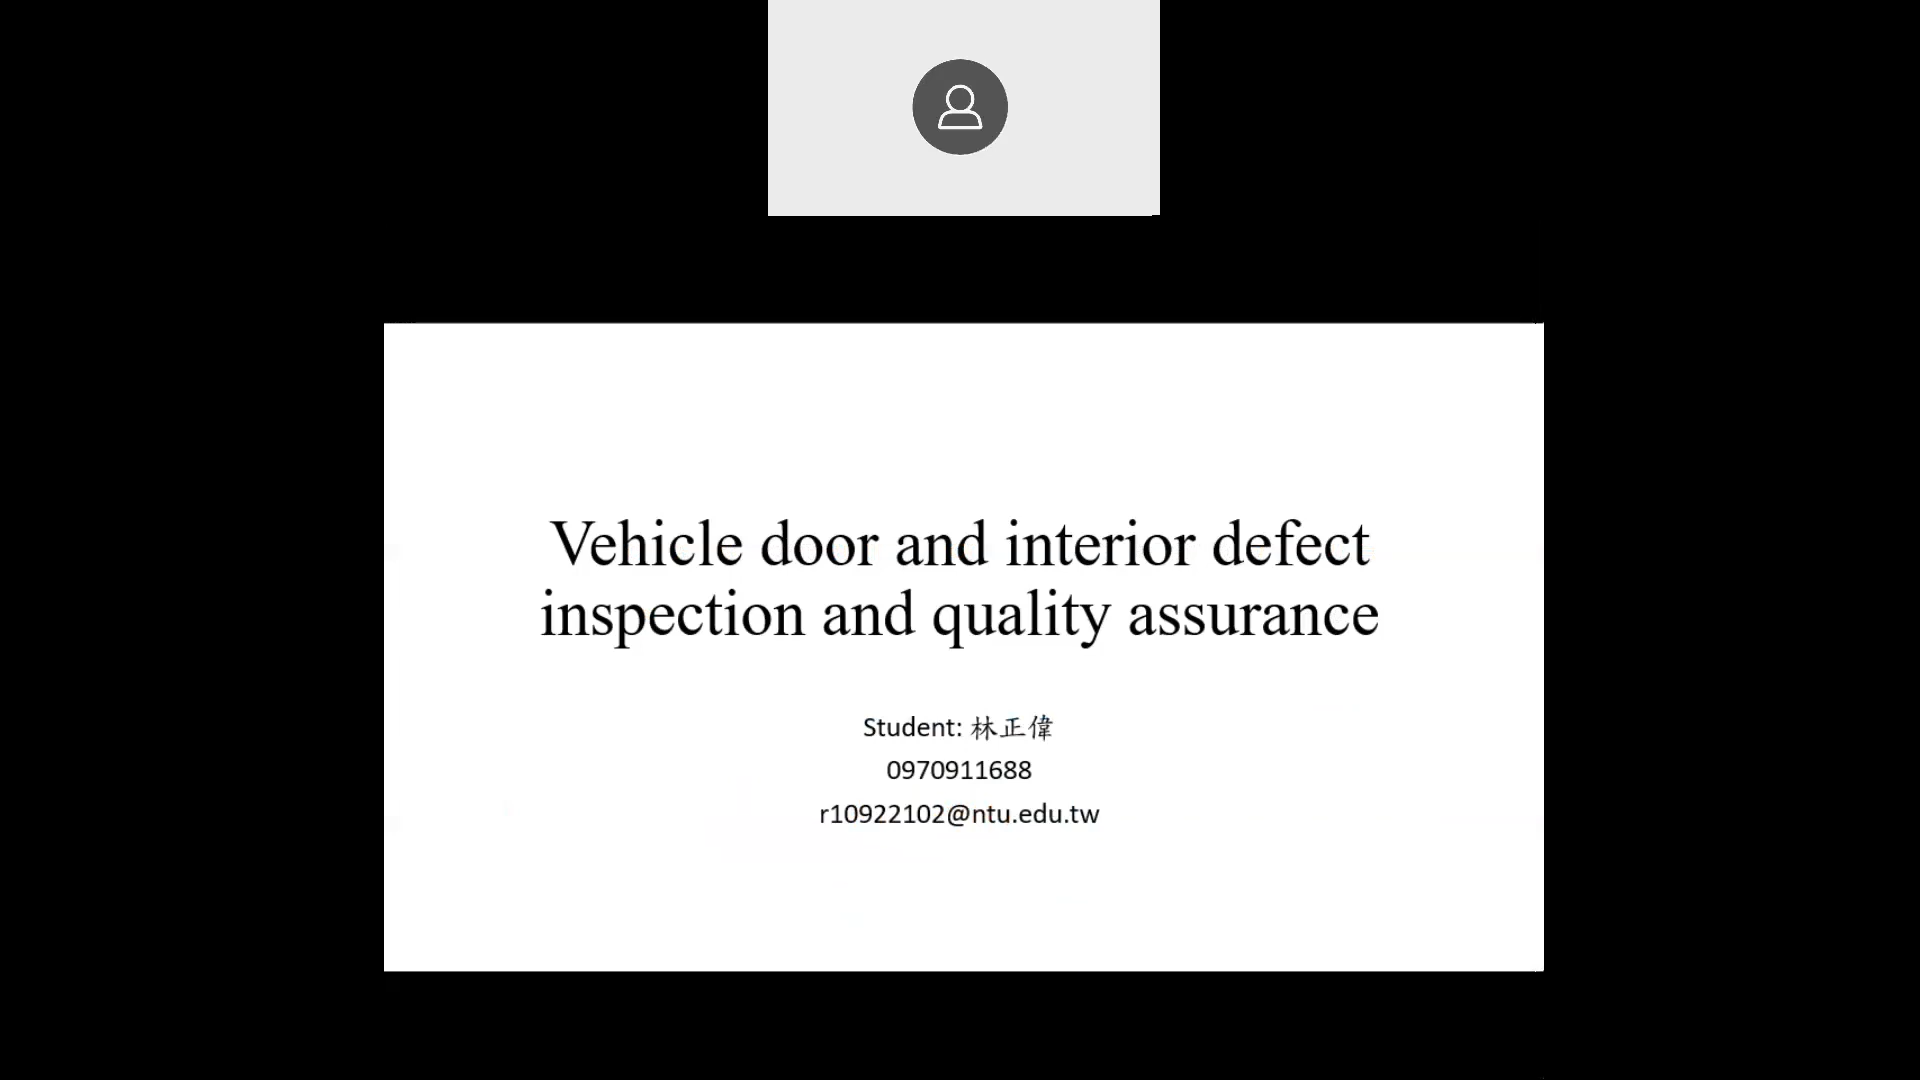 Vehicle door and interior defect
inspection and quality assurance
Student: 林正偉
0970911688
r10922102@ntu.edu.tw